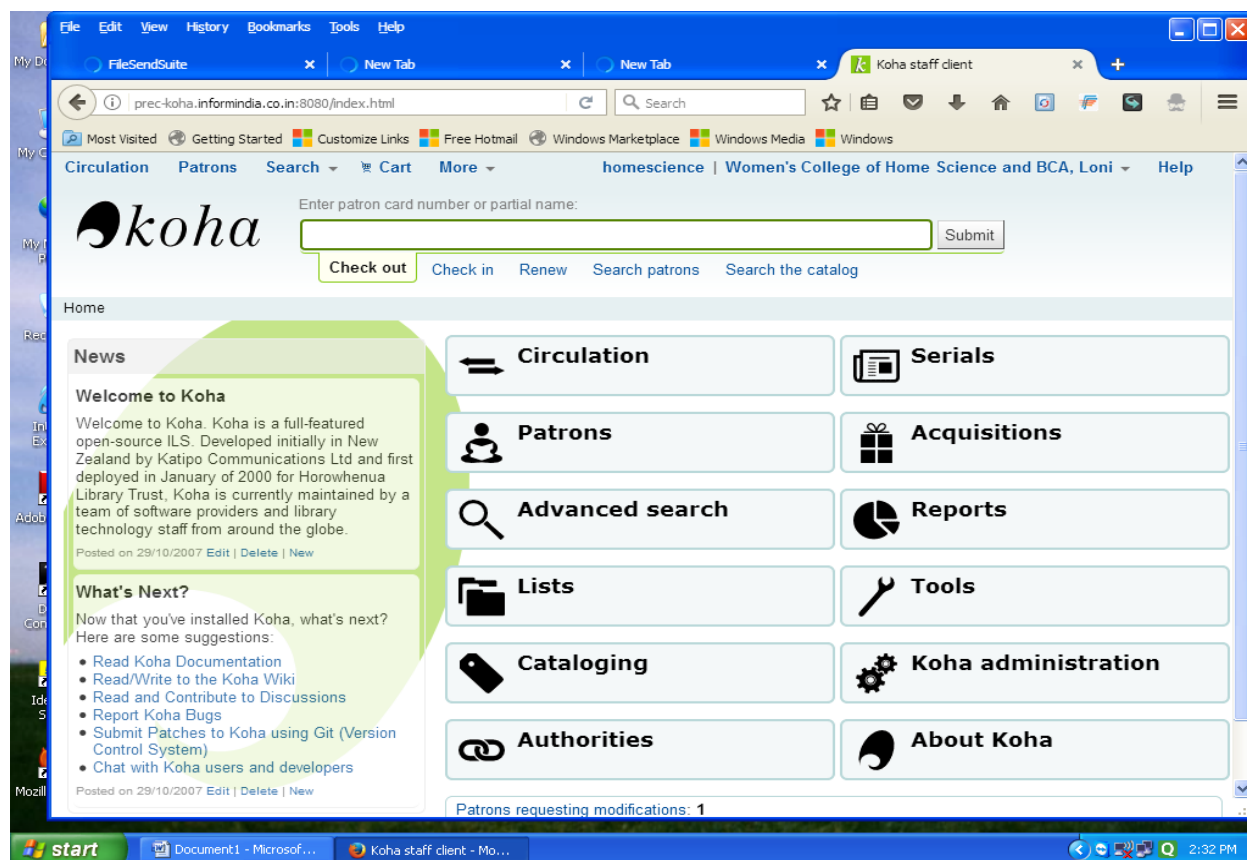 File Edit View History Bookmarks Tools Help
FileSendSuite New Tab New Tab Koha staff client
prec-koha.informindia.co.in:8080/index.html Search
Most Visited Getting Started Customize Links Free Hotmail Windows Marketplace Windows Media Windows
Circulation Patrons Search Cart More homescience | Women's College of Home Science and BCA, Loni Help
koha
Enter patron card number or partial name:
Submit
Check out Check in Renew Search patrons Search the catalog
Home
News
Welcome to Koha
Welcome to Koha. Koha is a full-featured
open-source ILS. Developed initially in New
Zealand by Katipo Communications Ltd and first
deployed in January of 2000 for Horowhenua
Library Trust, Koha is currently maintained by a
team of software providers and library
technology staff from around the globe.
Posted on 29/10/2007 Edit | Delete | New
What's Next?
Now that you've installed Koha, what's next?
Here are some suggestions:
• Read Koha Documentation
• Read/Write to the Koha Wiki
• Read and Contribute to Discussions
• Report Koha Bugs
• Submit Patches to Koha using Git (Version
Control System)
• Chat with Koha users and developers
Posted on 29/10/2007 Edit | Delete | New
Circulation
Serials
Patrons
Acquisitions
Advanced search
Reports
Lists
Tools
Cataloging
Koha administration
Authorities
About Koha
Patrons requesting modifications: 1
start Document1 - Microsof... Koha staff client - Mo... 2:32 PM